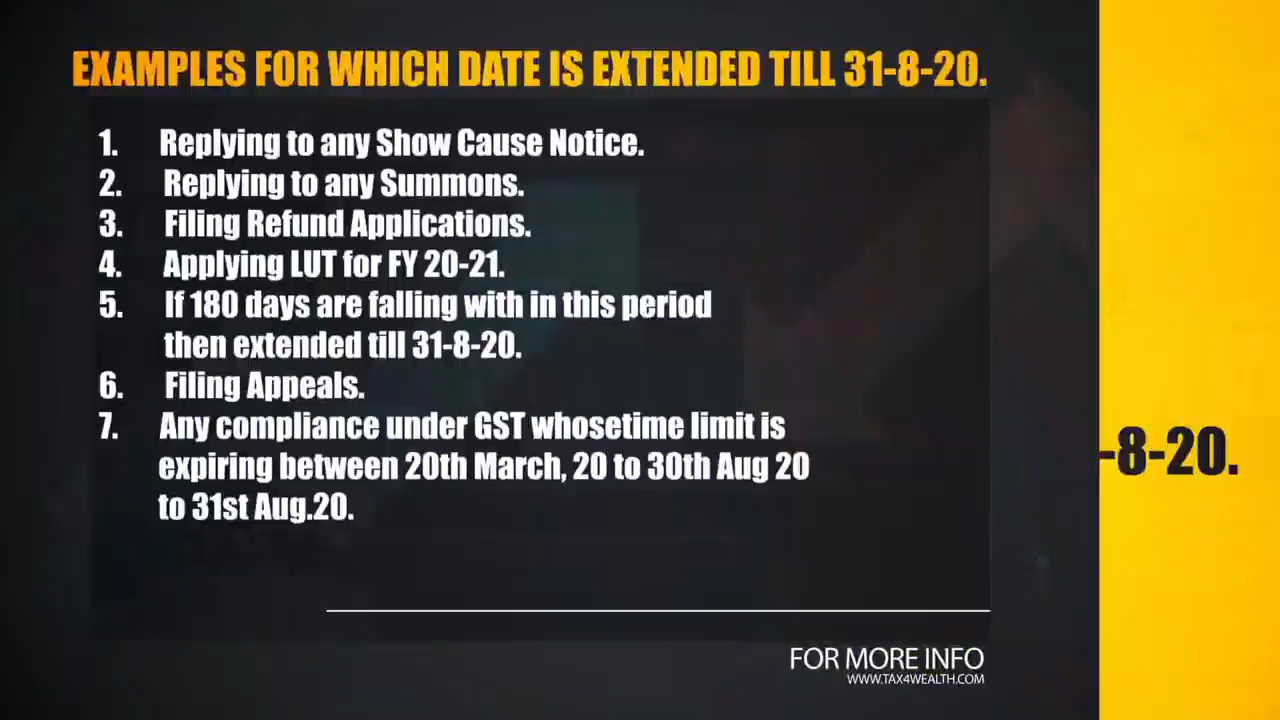 EXAMPLES FOR WHICH DATE IS EXTENDED TILL 31-8-20.
1. Replying to any Show Cause Notice.
2. Replying to any Summons.
3. Filing Refund Applications.
4. Applying LUT for FY 20-21.
5. If 180 days are falling with in this period
then extended till 31-8-20.
6. Filing Appeals.
7. Any compliance under GST whosetime limit is
expiring between 20th March, 20 to 30th Aug 20
to 31st Aug.20.
-8-20.
FOR MORE INFO
WWW.TAX4WEALTH.COM